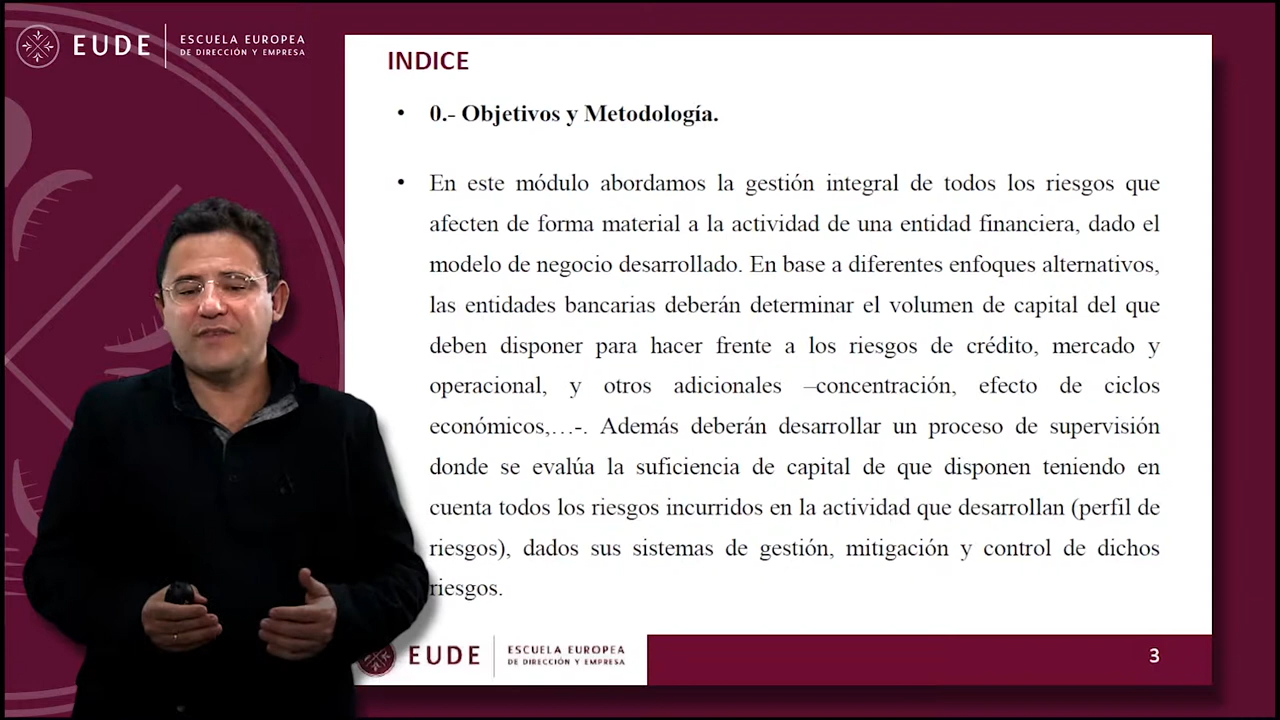 EUDE
ESCUELA EUROPEA
DE DIRECCIÓN Y EMPRESA
INDICE
• 0.- Objetivos y Metodología.
• En este módulo abordamos la gestión integral de todos los riesgos que
afecten de forma material a la actividad de una entidad financiera, dado el
modelo de negocio desarrollado. En base a diferentes enfoques alternativos,
las entidades bancarias deberán determinar el volumen de capital del que
deben disponer para hacer frente a los riesgos de crédito, mercado y
operacional, y otros adicionales –concentración, efecto de ciclos
económicos,…-. Además deberán desarrollar un proceso de supervisión
donde se evalúa la suficiencia de capital de que disponen teniendo en
cuenta todos los riesgos incurridos en la actividad que desarrollan (perfil de
riesgos), dados sus sistemas de gestión, mitigación y control de dichos
riesgos.
EUDE
ESCUELA EUROPEA
DE DIRECCIÓN Y EMPRESA
3